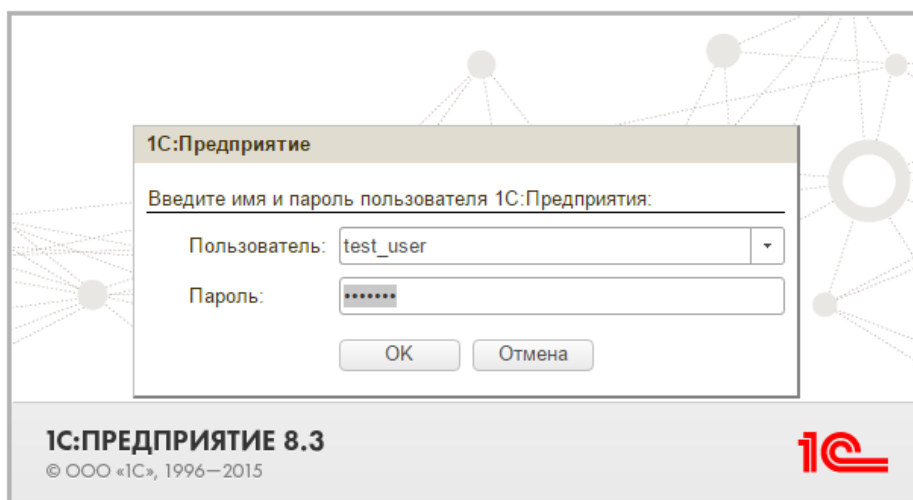 1С:Предприятие
Введите имя и пароль пользователя 1С:Предприятия:
Пользователь: test_user
Пароль: •••••••
OK Отмена
1С:ПРЕДПРИЯТИЕ 8.3
© ООО «1С», 1996—2015
1С